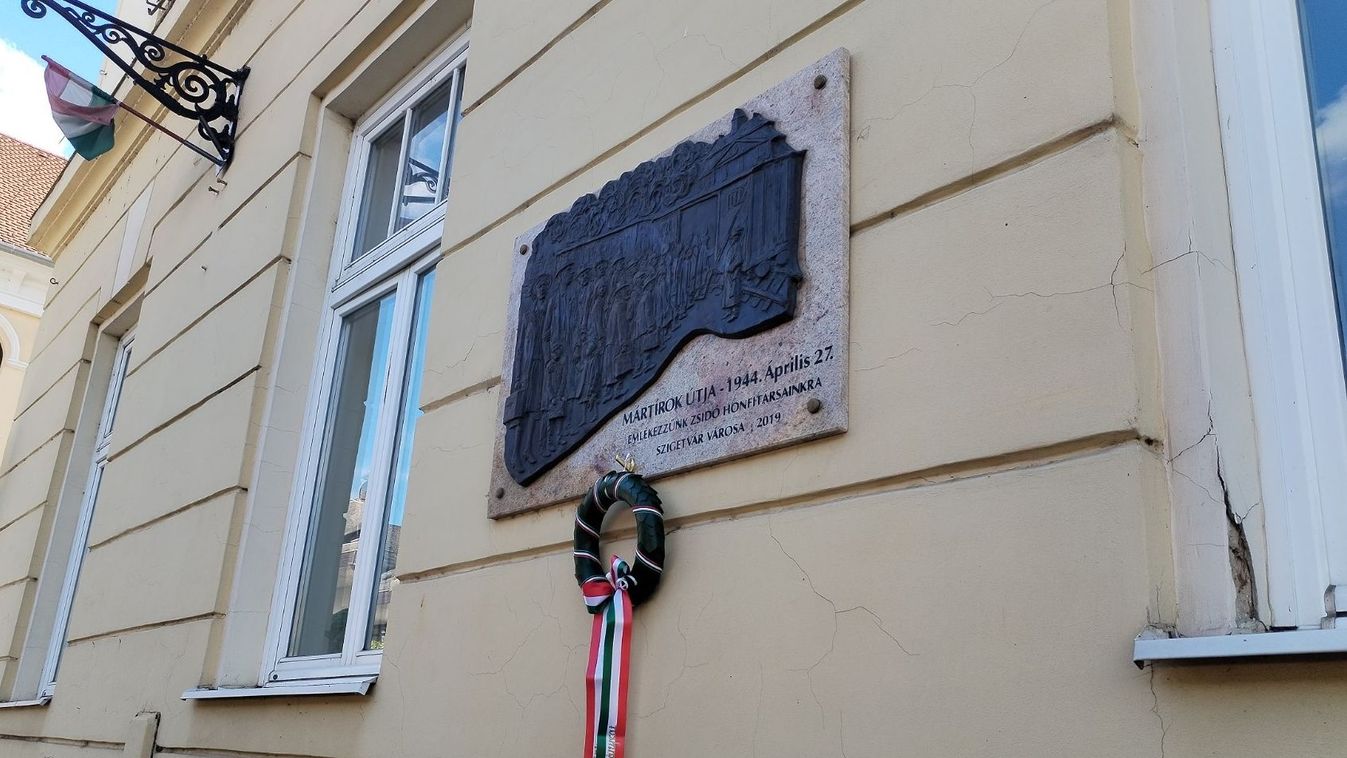 MÁRTÍROK ÚTJA - 1944. Április 27.
EMLÉKEZZÜNK ZSIDÓ HONFITÁRSAINKRA
SZIGETVÁR VÁROSA , 2019